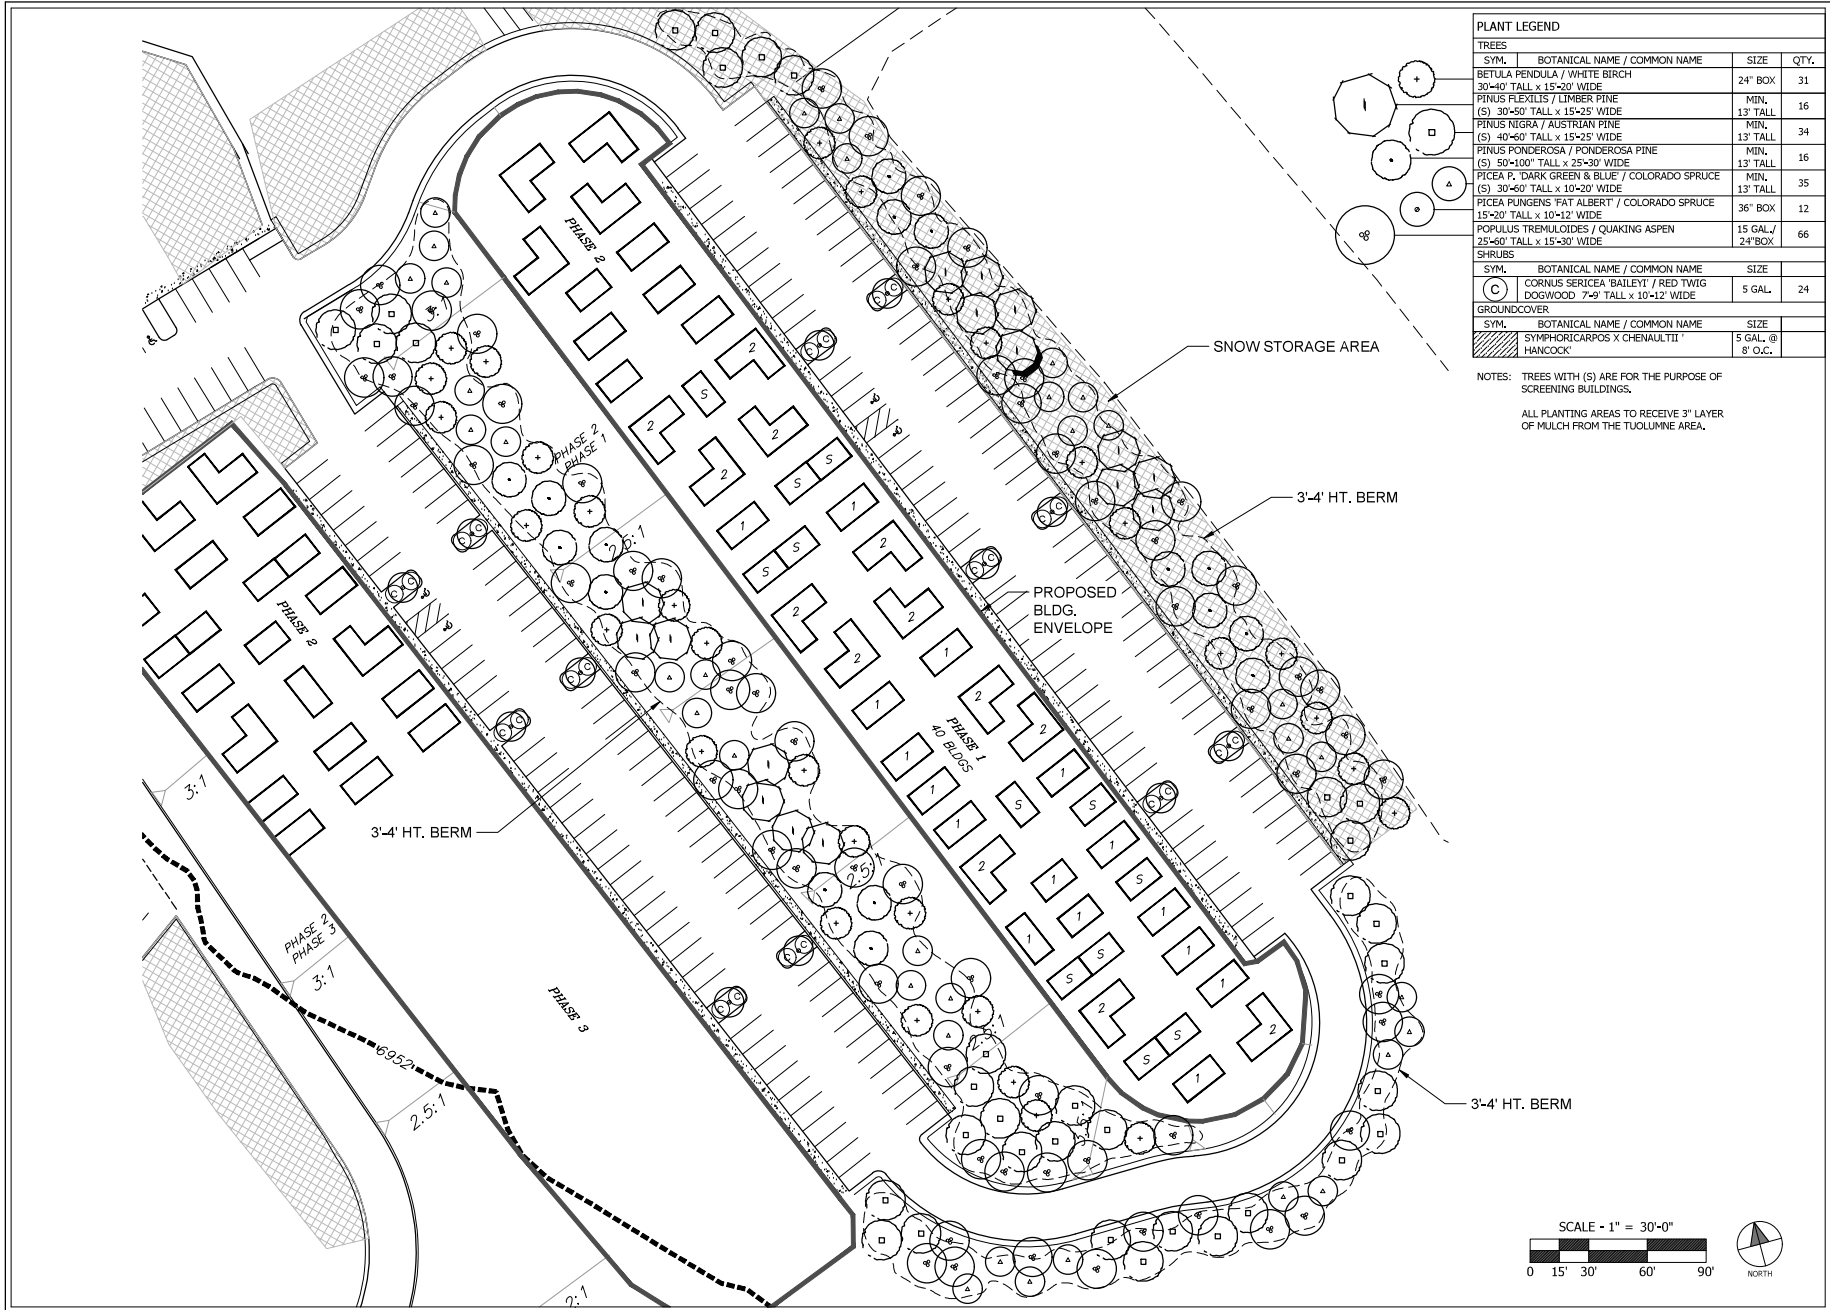 PLANT LEGEND
TREES
SYM. BOTANICAL NAME / COMMON NAME SIZE QTY.
BETULA PENDULA / WHITE BIRCH
30'-40' TALL x 15'-20' WIDE 24" BOX 31
PINUS FLEXILIS / LIMBER PINE
(S) 30'-50' TALL x 15'-25' WIDE MIN. 13' TALL 16
PINUS NIGRA / AUSTRIAN PINE
(S) 40'-60' TALL x 15'-25' WIDE MIN. 13' TALL 34
PINUS PONDEROSA / PONDEROSA PINE
(S) 50'-100" TALL x 25'-30' WIDE MIN. 13' TALL 16
PICEA P. 'DARK GREEN & BLUE' / COLORADO SPRUCE
(S) 30'-60' TALL x 10'-20' WIDE MIN. 13' TALL 35
PICEA PUNGENS 'FAT ALBERT' / COLORADO SPRUCE
15'-20' TALL x 10'-12' WIDE 36" BOX 12
POPULUS TREMULOIDES / QUAKING ASPEN
25'-60' TALL x 15'-30' WIDE 15 GAL./ 24"BOX 66
SHRUBS
SYM. BOTANICAL NAME / COMMON NAME SIZE
C CORNUS SERICEA 'BAILEYI' / RED TWIG
DOGWOOD 7'-9' TALL x 10'-12' WIDE 5 GAL. 24
GROUNDCOVER
SYM. BOTANICAL NAME / COMMON NAME SIZE
SYMPHORICARPOS X CHENAULTII '
HANCOCK' 5 GAL. @ 8' O.C.
NOTES: TREES WITH (S) ARE FOR THE PURPOSE OF
SCREENING BUILDINGS.
ALL PLANTING AREAS TO RECEIVE 3" LAYER
OF MULCH FROM THE TUOLUMNE AREA.
SNOW STORAGE AREA
3'-4' HT. BERM
PROPOSED
BLDG.
ENVELOPE
PHASE 2
PHASE 2
PHASE 1
2.5:1
PHASE 2
PHASE 1
40 BLDGS
3:1
3'-4' HT. BERM
2.5:1
PHASE 2
PHASE 3
3:1
PHASE 3
6952
2.5:1
3'-4' HT. BERM
2:1
SCALE - 1" = 30'-0"
0 15' 30' 60' 90'
NORTH